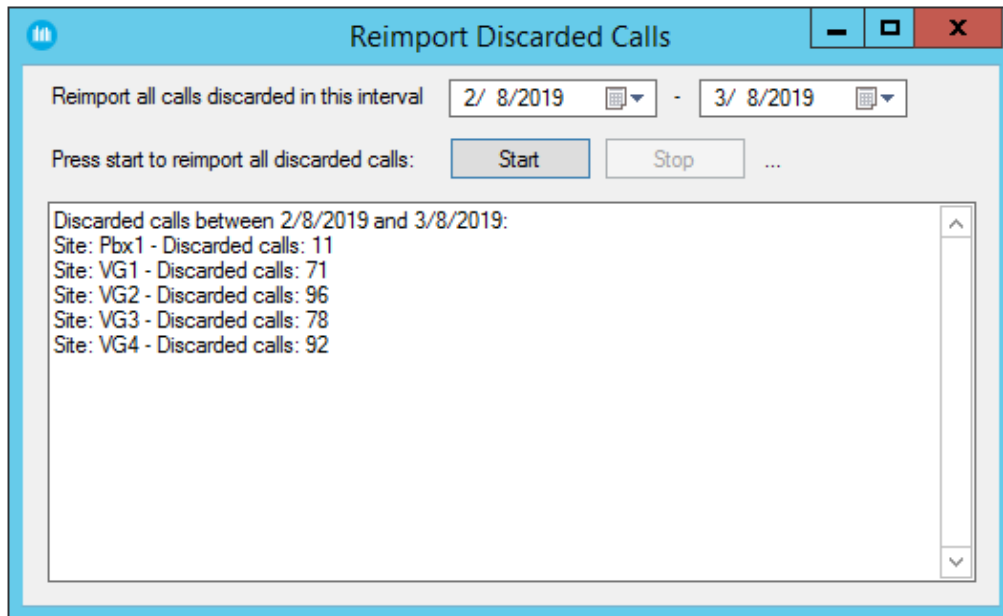 Reimport Discarded Calls
Reimport all calls discarded in this interval 2/ 8/2019 - 3/ 8/2019
Press start to reimport all discarded calls: Start Stop ...
Discarded calls between 2/8/2019 and 3/8/2019:
Site: Pbx1 - Discarded calls: 11
Site: VG1 - Discarded calls: 71
Site: VG2 - Discarded calls: 96
Site: VG3 - Discarded calls: 78
Site: VG4 - Discarded calls: 92